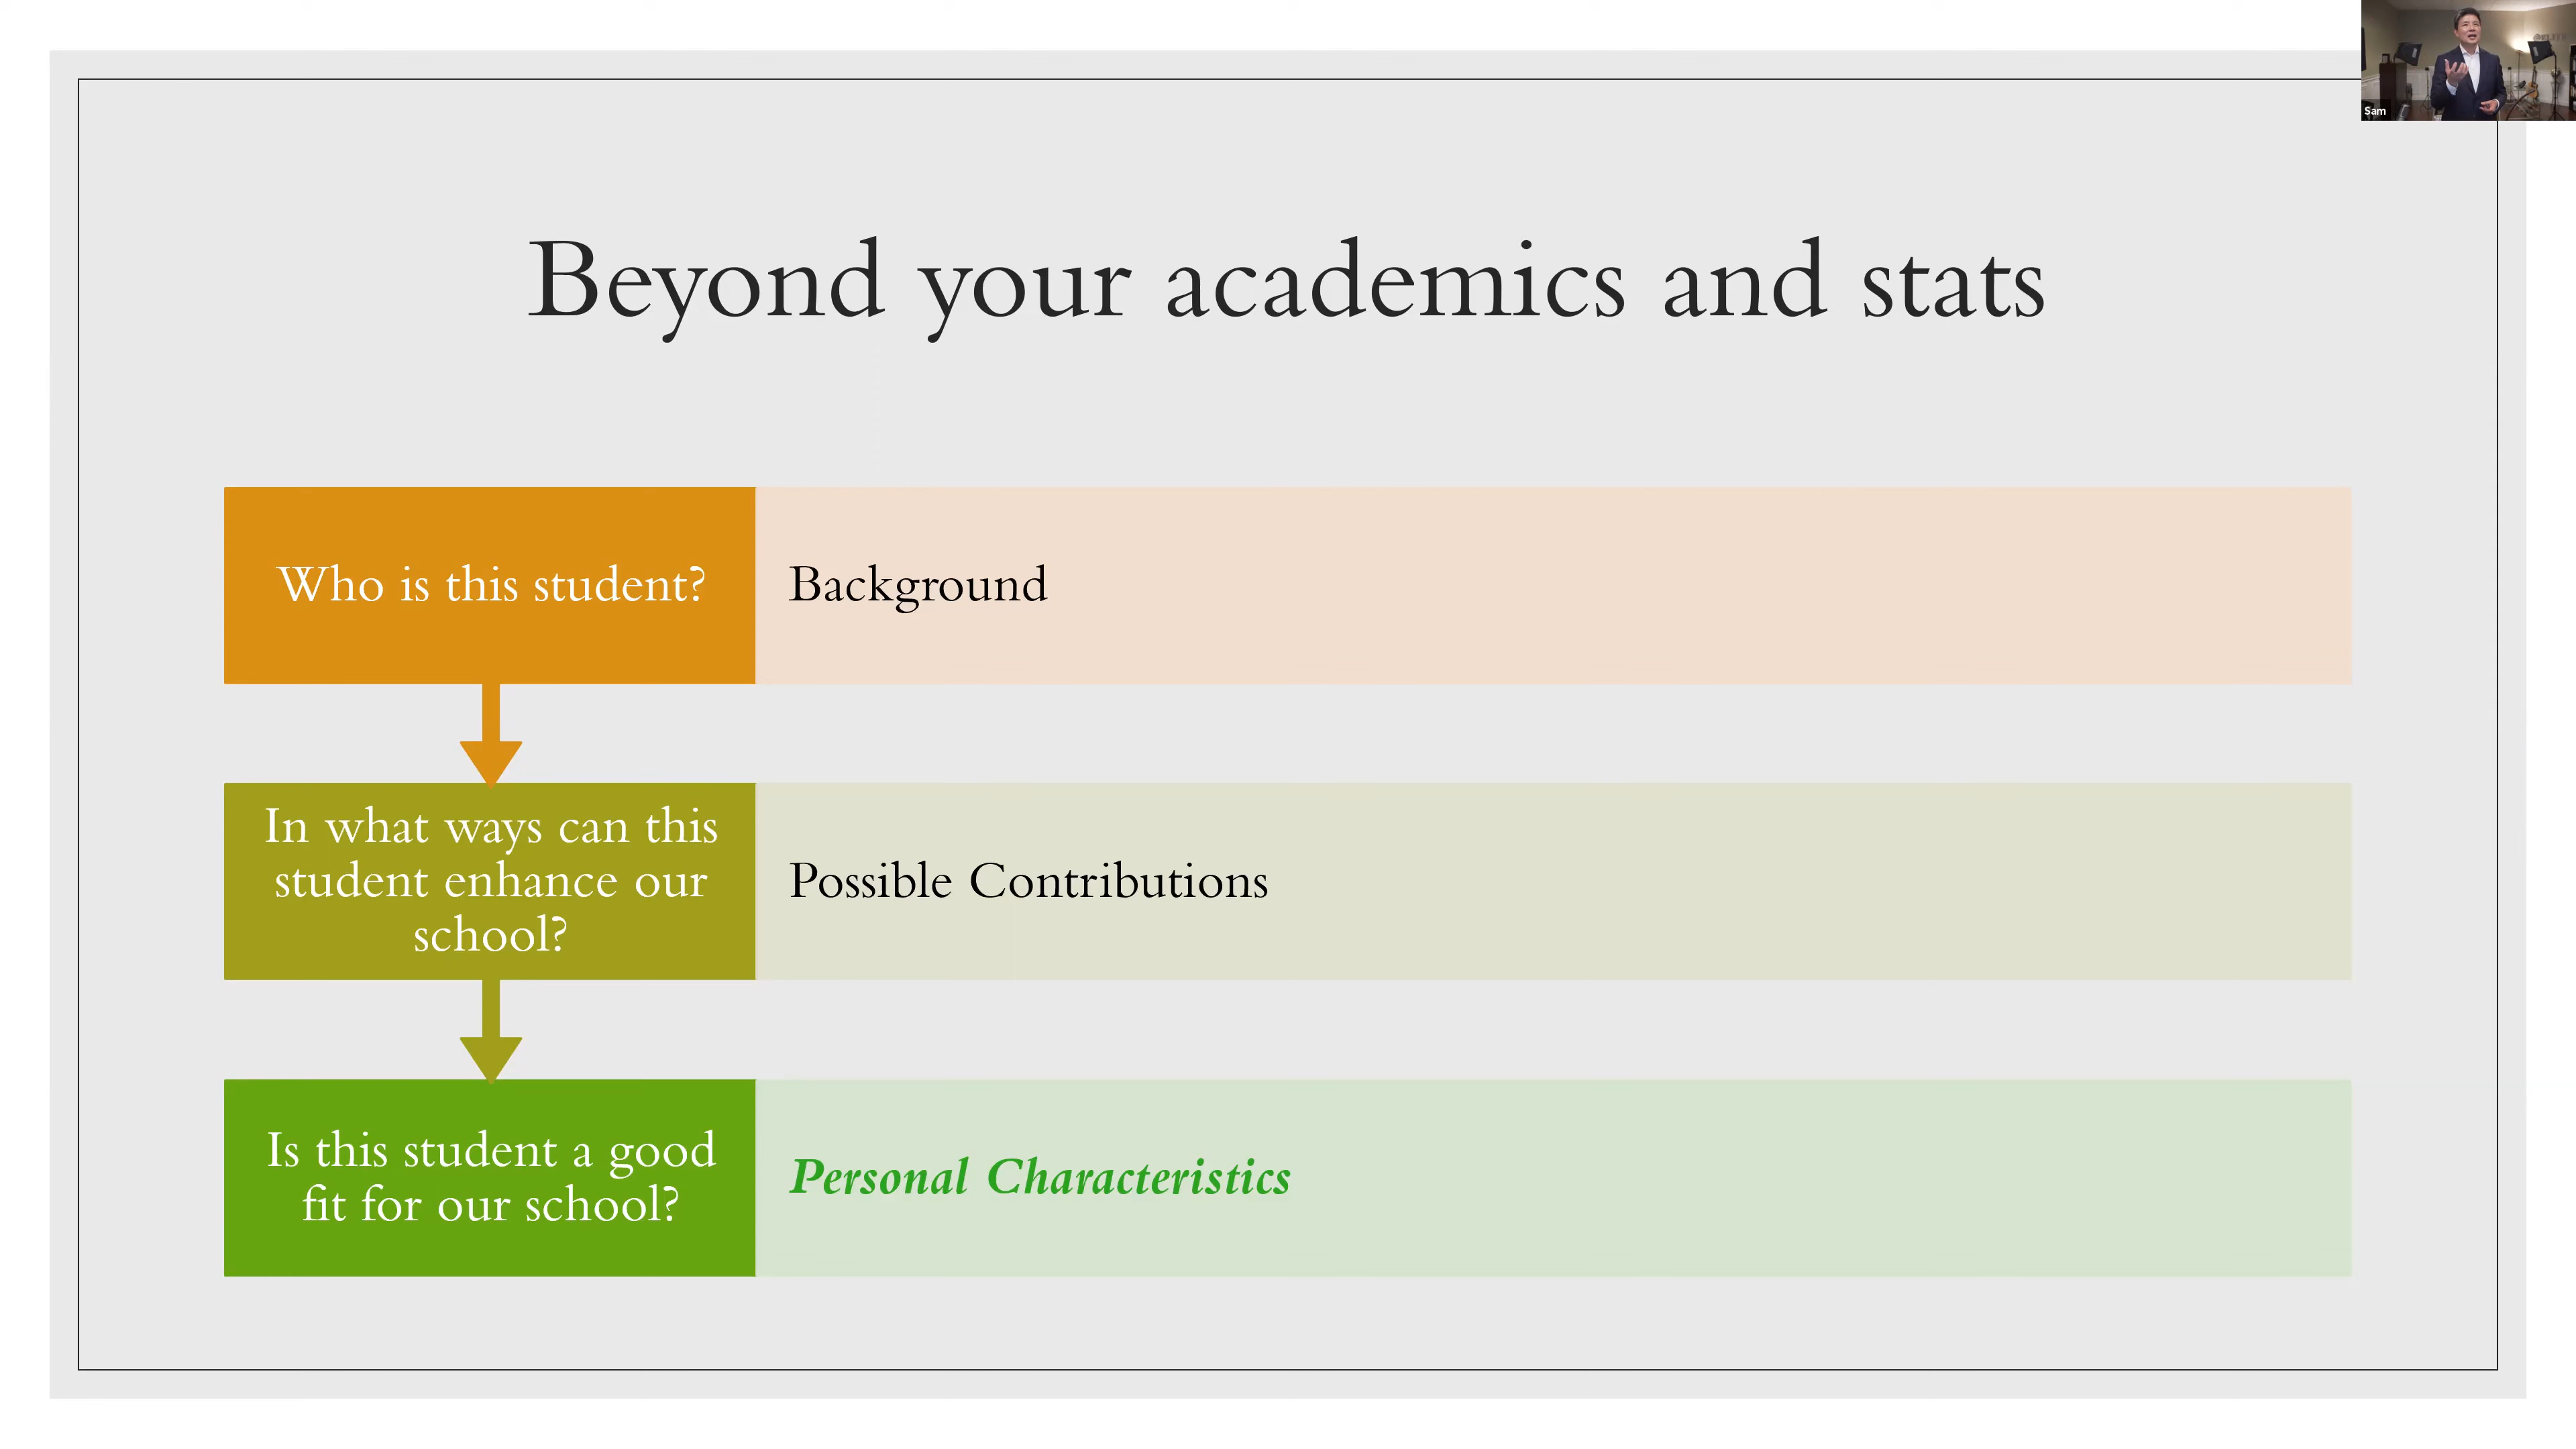 Beyond your academics and stats
Who is this student?
Background
In what ways can this
student enhance our
school?
Possible Contributions
Is this student a good
fit for our school?
Personal Characteristics
Sam